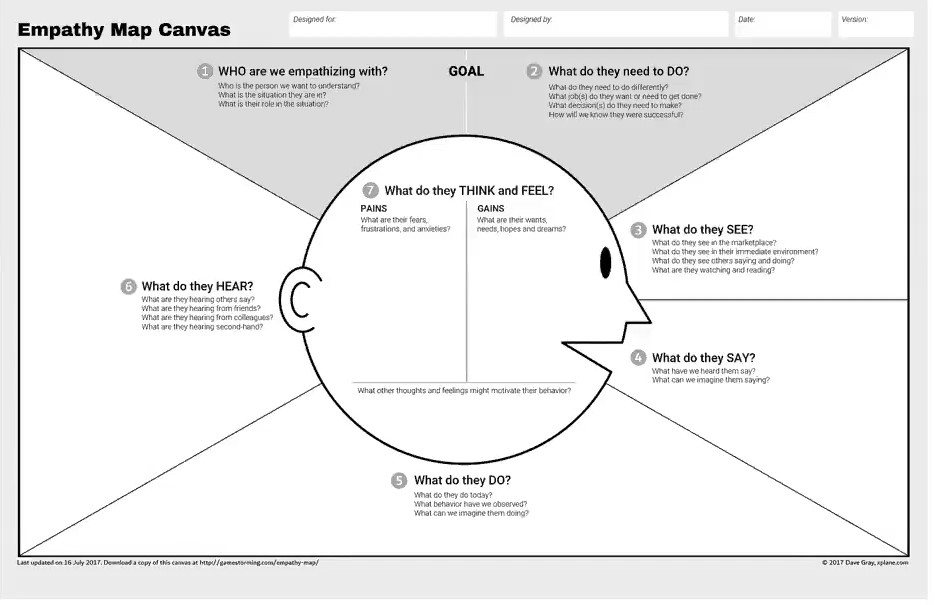 Empathy Map Canvas
Designed for:
Designed by:
Date:
Version:
1 WHO are we empathizing with?
Who is the person we want to understand?
What is the situation they are in?
What is their role in the situation?
GOAL
2 What do they need to DO?
What do they need to do differently?
What job(s) do they want or need to get done?
What decision(s) do they need to make?
How will we know they were successful?
3 What do they SEE?
What do they see in the marketplace?
What do they see in their immediate environment?
What do they see others saying and doing?
What are they watching and reading?
4 What do they SAY?
What have we heard them say?
What can we imagine them saying?
5 What do they DO?
What do they do today?
What behavior have we observed?
What can we imagine them doing?
6 What do they HEAR?
What are they hearing others say?
What are they hearing from friends?
What are they hearing from colleagues?
What are they hearing second-hand?
7 What do they THINK and FEEL?
PAINS
What are their fears,
frustrations, and anxieties?
GAINS
What are their wants,
needs, hopes and dreams?
What other thoughts and feelings might motivate their behavior?
Last updated on 16 July 2017. Download a copy of this canvas at http://gamestorming.com/empathy-map/
© 2017 Dave Gray, xplane.com